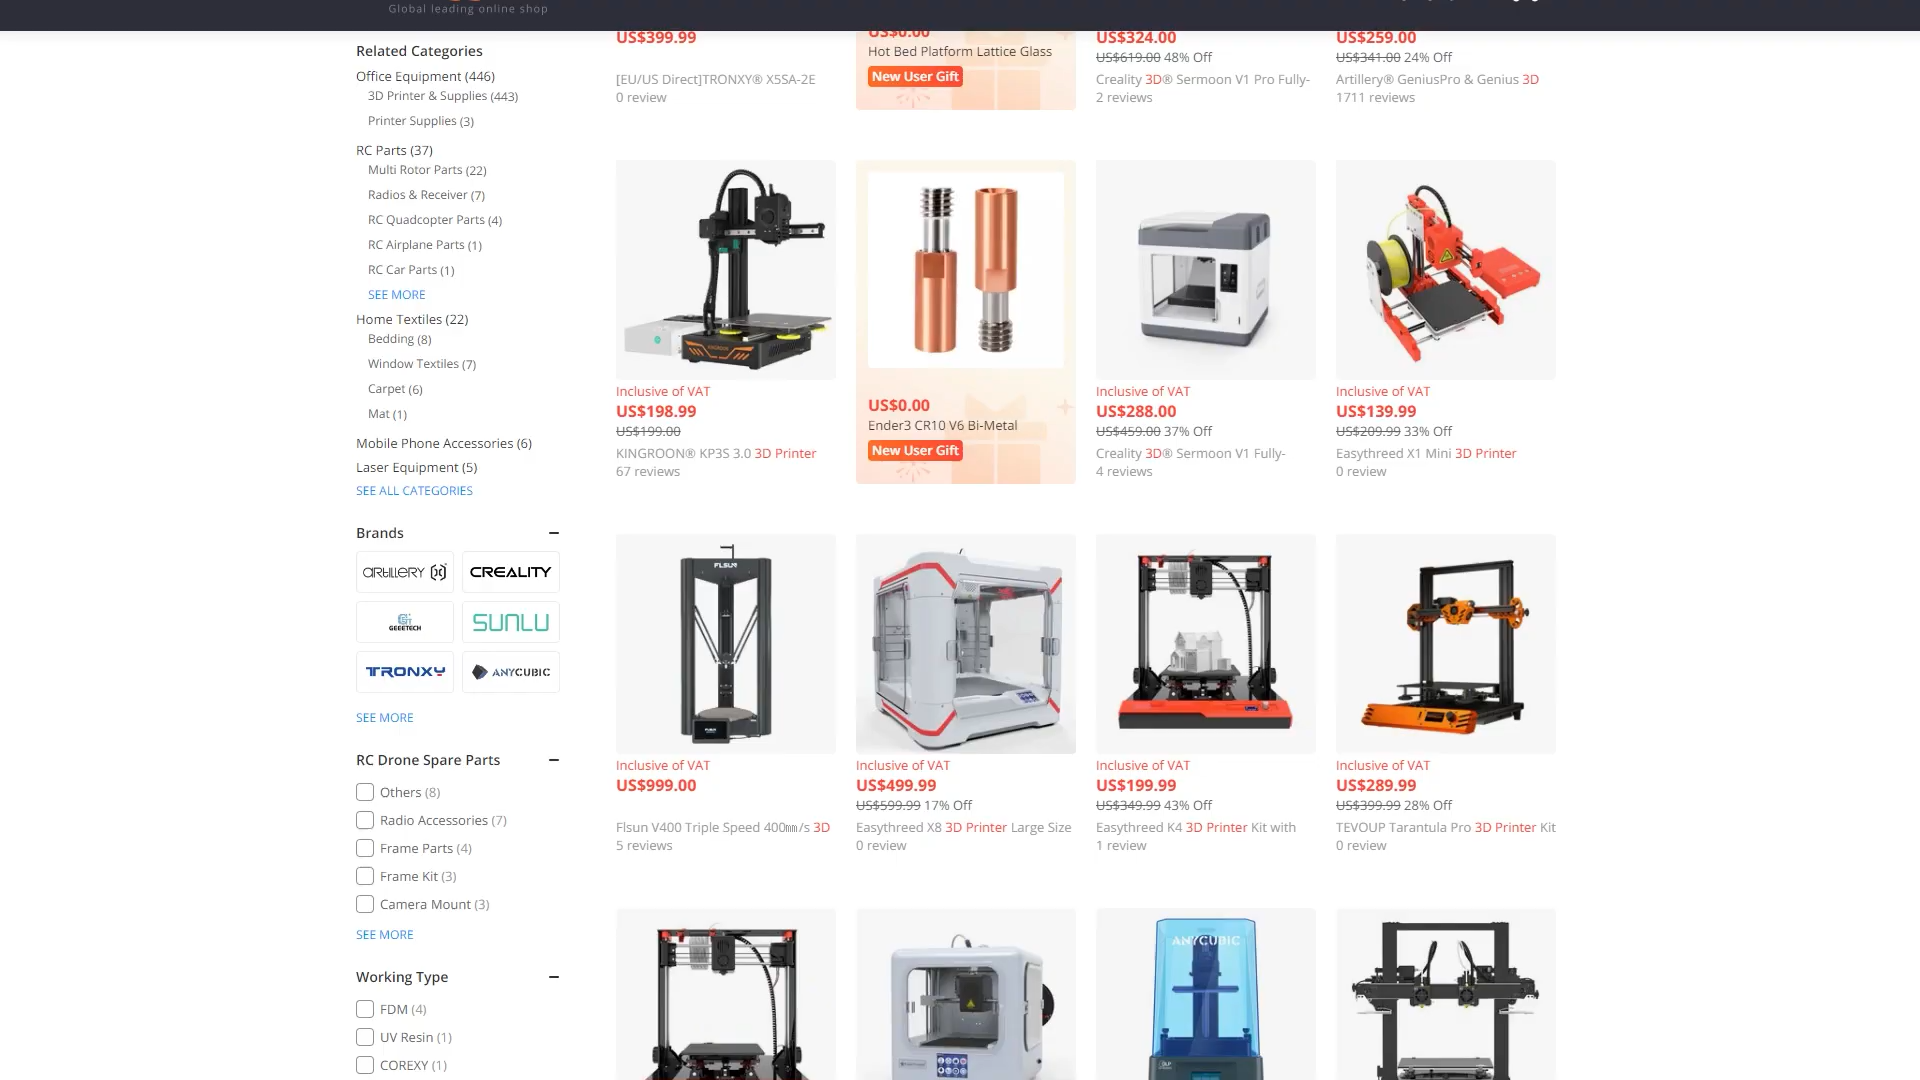 Global leading online shop
Related Categories
Office Equipment (446)
3D Printer & Supplies (443)
Printer Supplies (3)
RC Parts (37)
Multi Rotor Parts (22)
Radios & Receiver (7)
RC Quadcopter Parts (4)
RC Airplane Parts (1)
RC Car Parts (1)
SEE MORE
Home Textiles (22)
Bedding (8)
Window Textiles (7)
Carpet (6)
Mat (1)
Mobile Phone Accessories (6)
Laser Equipment (5)
SEE ALL CATEGORIES
Brands
ARTILLERY
CREALITY
GEEETECH
SUNLU
TRONXY
ANYCUBIC
SEE MORE
RC Drone Spare Parts
Others (8)
Radio Accessories (7)
Frame Parts (4)
Frame Kit (3)
Camera Mount (3)
SEE MORE
Working Type
FDM (4)
UV Resin (1)
COREXY (1)
US$399.99
[EU/US Direct]TRONXY® X5SA-2E
0 review
US$0.00
Hot Bed Platform Lattice Glass
New User Gift
US$324.00
US$619.00 48% Off
Creality 3D® Sermoon V1 Pro Fully-
2 reviews
US$259.00
US$341.00 24% Off
Artillery® GeniusPro & Genius 3D
1711 reviews
Inclusive of VAT
US$198.99
US$199.00
KINGROON® KP3S 3.0 3D Printer
67 reviews
US$0.00
Ender3 CR10 V6 Bi-Metal
New User Gift
Inclusive of VAT
US$288.00
US$459.00 37% Off
Creality 3D® Sermoon V1 Fully-
4 reviews
Inclusive of VAT
US$139.99
US$209.99 33% Off
Easythreed X1 Mini 3D Printer
0 review
FLSUN
Inclusive of VAT
US$999.00
Flsun V400 Triple Speed 400㎜/s 3D
5 reviews
Inclusive of VAT
US$499.99
US$599.99 17% Off
Easythreed X8 3D Printer Large Size
0 review
Inclusive of VAT
US$199.99
US$349.99 43% Off
Easythreed K4 3D Printer Kit with
1 review
Inclusive of VAT
US$289.99
US$399.99 28% Off
TEVOUP Tarantula Pro 3D Printer Kit
0 review
ANYCUBIC